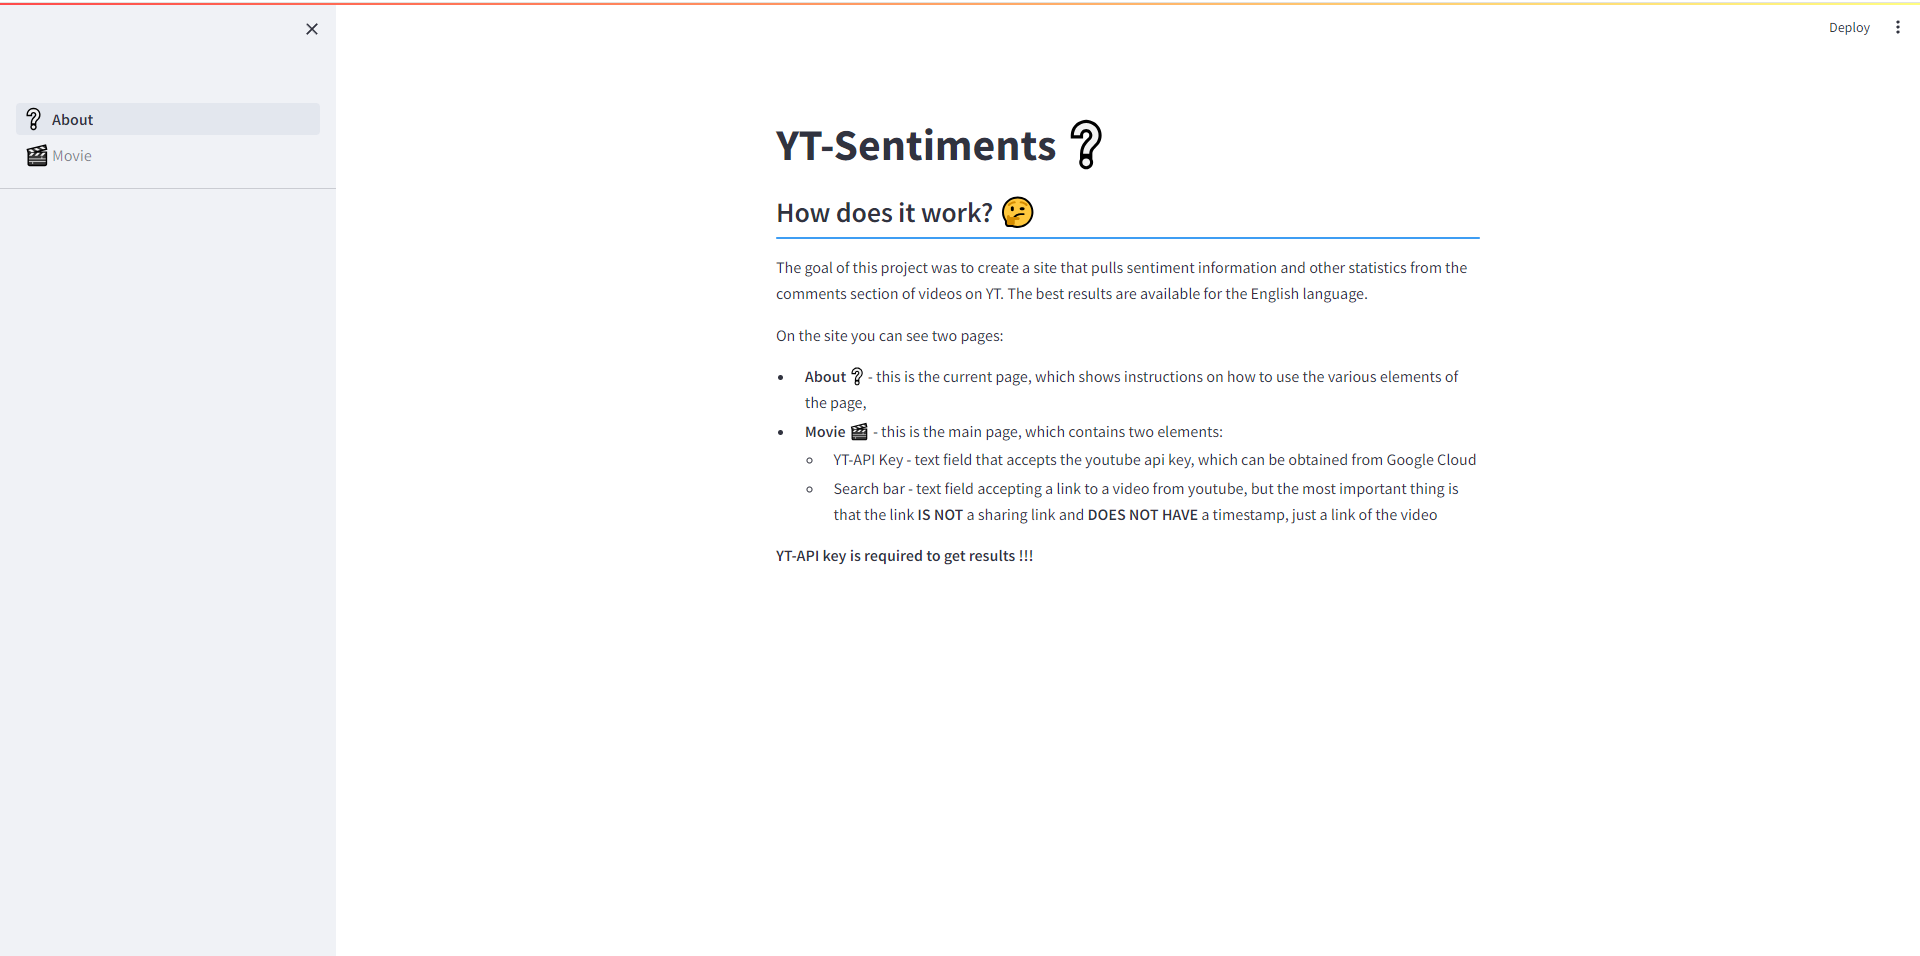 Deploy
About
Movie
YT-Sentiments ❔
How does it work? 🤔
The goal of this project was to create a site that pulls sentiment information and other statistics from the
comments section of videos on YT. The best results are available for the English language.
On the site you can see two pages:
• About ❔ - this is the current page, which shows instructions on how to use the various elements of
the page,
• Movie 🎬 - this is the main page, which contains two elements:
◦ YT-API Key - text field that accepts the youtube api key, which can be obtained from Google Cloud
◦ Search bar - text field accepting a link to a video from youtube, but the most important thing is
that the link IS NOT a sharing link and DOES NOT HAVE a timestamp, just a link of the video
YT-API key is required to get results !!!